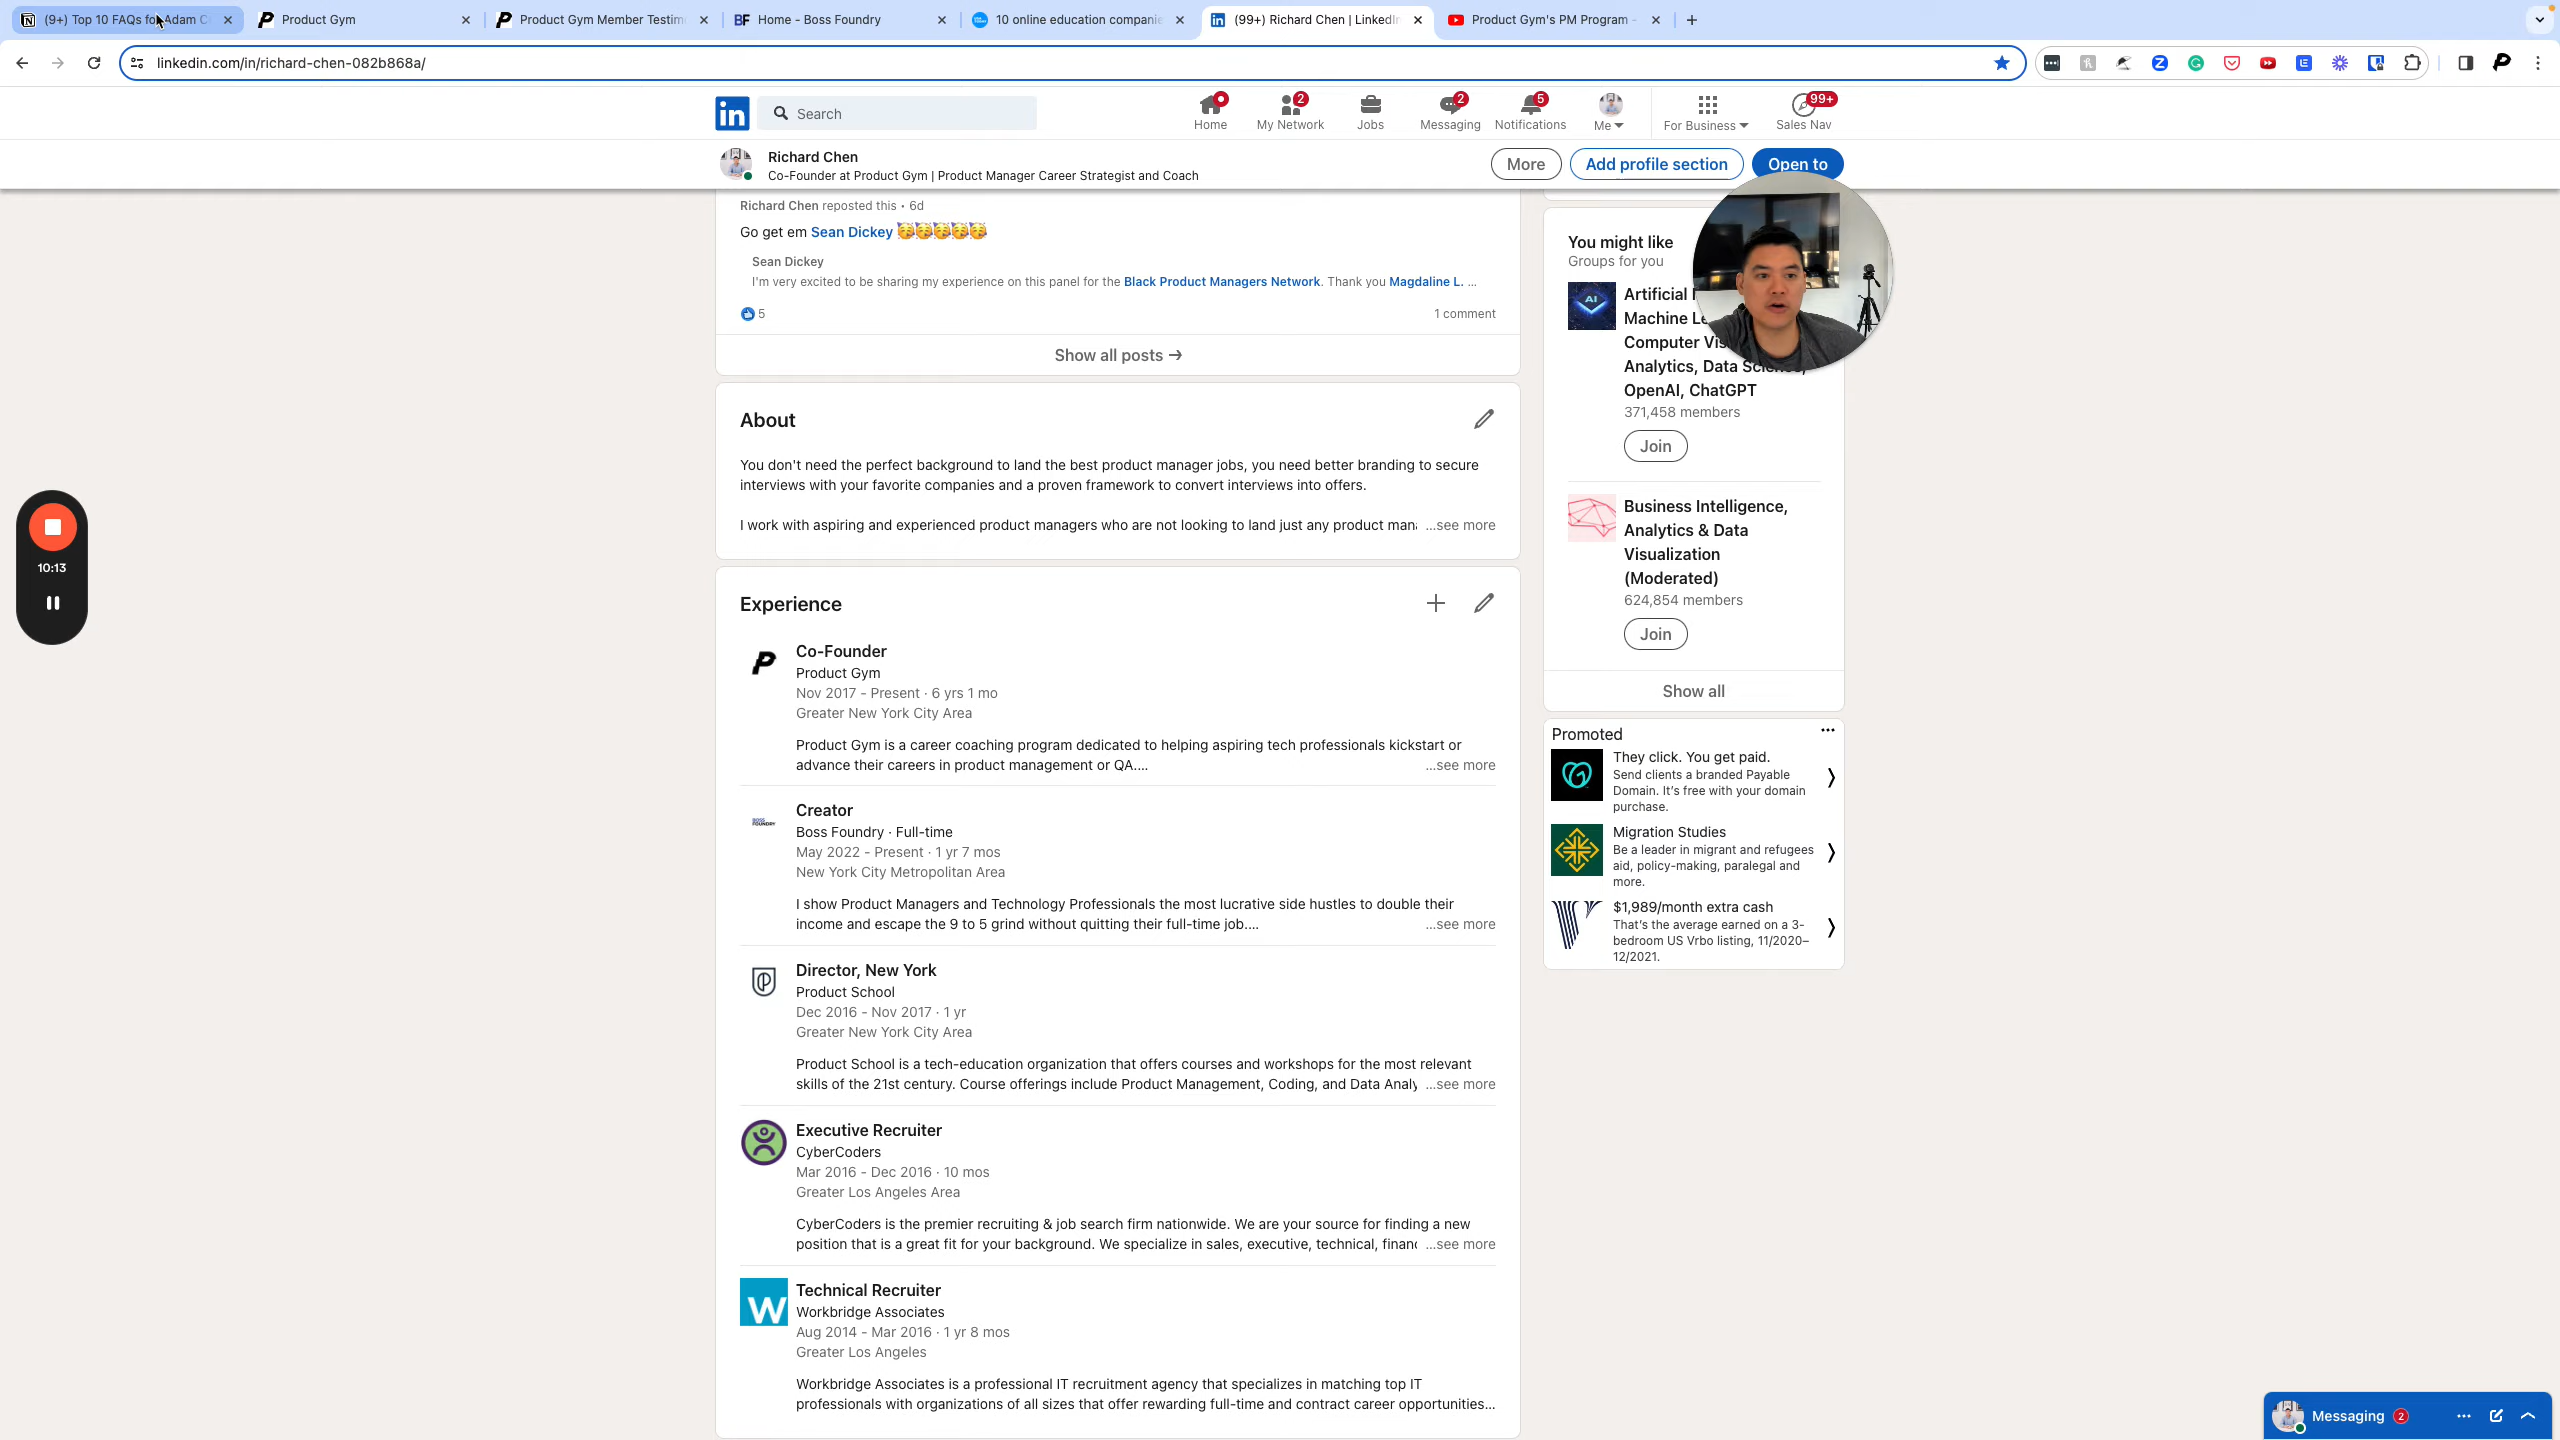 (9+) Top 10 FAQs for Adam C
Product Gym
Product Gym Member Testim
BF Home - Boss Foundry
10 online education companie
(99+) Richard Chen | LinkedIn
Product Gym's PM Program -
linkedin.com/in/richard-chen-082b868a/
in
Search
Home
2
My Network
Jobs
2
Messaging
5
Notifications
Me
For Business
99+
Sales Nav
Richard Chen
Co-Founder at Product Gym | Product Manager Career Strategist and Coach
More
Add profile section
Open to
Richard Chen reposted this • 6d
Go get em Sean Dickey 🥳🥳🥳🥳🥳
Sean Dickey
I'm very excited to be sharing my experience on this panel for the Black Product Managers Network. Thank you Magdaline L. ...
5
1 comment
Show all posts →
About
You don't need the perfect background to land the best product manager jobs, you need better branding to secure
interviews with your favorite companies and a proven framework to convert interviews into offers.
I work with aspiring and experienced product managers who are not looking to land just any product mana ...see more
Experience
Co-Founder
Product Gym
Nov 2017 - Present · 6 yrs 1 mo
Greater New York City Area
Product Gym is a career coaching program dedicated to helping aspiring tech professionals kickstart or
advance their careers in product management or QA.... ...see more
BOSS
FOUNDRY
Creator
Boss Foundry · Full-time
May 2022 - Present · 1 yr 7 mos
New York City Metropolitan Area
I show Product Managers and Technology Professionals the most lucrative side hustles to double their
income and escape the 9 to 5 grind without quitting their full-time job.... ...see more
Director, New York
Product School
Dec 2016 - Nov 2017 · 1 yr
Greater New York City Area
Product School is a tech-education organization that offers courses and workshops for the most relevant
skills of the 21st century. Course offerings include Product Management, Coding, and Data Analy ...see more
Executive Recruiter
CyberCoders
Mar 2016 - Dec 2016 · 10 mos
Greater Los Angeles Area
CyberCoders is the premier recruiting & job search firm nationwide. We are your source for finding a new
position that is a great fit for your background. We specialize in sales, executive, technical, financ ...see more
W
Technical Recruiter
Workbridge Associates
Aug 2014 - Mar 2016 · 1 yr 8 mos
Greater Los Angeles
Workbridge Associates is a professional IT recruitment agency that specializes in matching top IT
professionals with organizations of all sizes that offer rewarding full-time and contract career opportunities...
You might like
Groups for you
AI
Artificial I
Machine Le
Computer Vis
Analytics, Data Science,
OpenAI, ChatGPT
371,458 members
Join
Business Intelligence,
Analytics & Data
Visualization
(Moderated)
624,854 members
Join
Show all
Promoted
They click. You get paid.
Send clients a branded Payable
Domain. It's free with your domain
purchase.
Migration Studies
Be a leader in migrant and refugees
aid, policy-making, paralegal and
more.
$1,989/month extra cash
That's the average earned on a 3-
bedroom US Vrbo listing, 11/2020–
12/2021.
10:13
Messaging 2